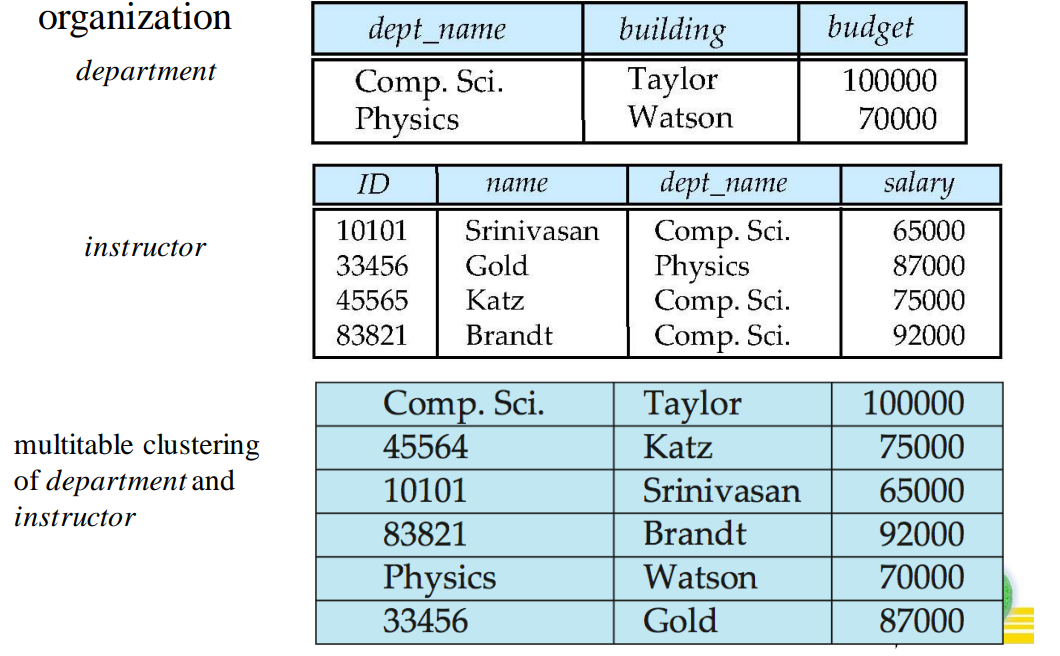 organization
department
dept_name building budget
Comp. Sci. Taylor 100000
Physics Watson 70000
instructor
ID name dept_name salary
10101 Srinivasan Comp. Sci. 65000
33456 Gold Physics 87000
45565 Katz Comp. Sci. 75000
83821 Brandt Comp. Sci. 92000
multitable clustering
of department and
instructor
Comp. Sci. Taylor 100000
45564 Katz 75000
10101 Srinivasan 65000
83821 Brandt 92000
Physics Watson 70000
33456 Gold 87000